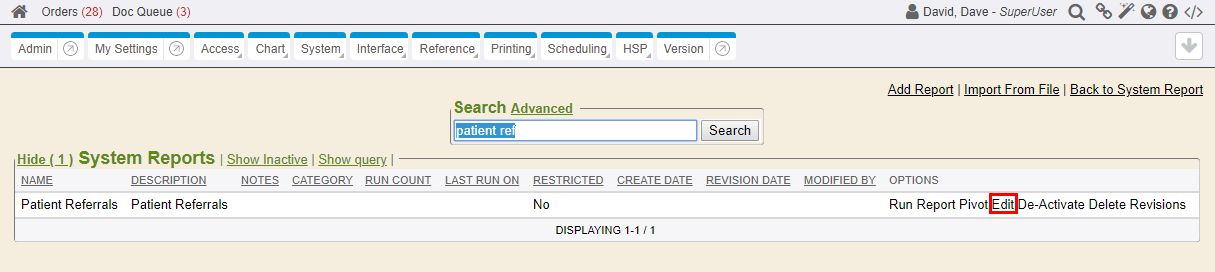 Orders (28) Doc Queue (3) David, Dave - SuperUser
Admin My Settings Access Chart System Interface Reference Printing Scheduling HSP Version
Add Report | Import From File | Back to System Report
Search Advanced
patient ref Search
Hide ( 1 ) System Reports | Show Inactive | Show query |
NAME DESCRIPTION NOTES CATEGORY RUN COUNT LAST RUN ON RESTRICTED CREATE DATE REVISION DATE MODIFIED BY OPTIONS
Patient Referrals Patient Referrals No Run Report Pivot Edit De-Activate Delete Revisions
DISPLAYING 1-1 / 1